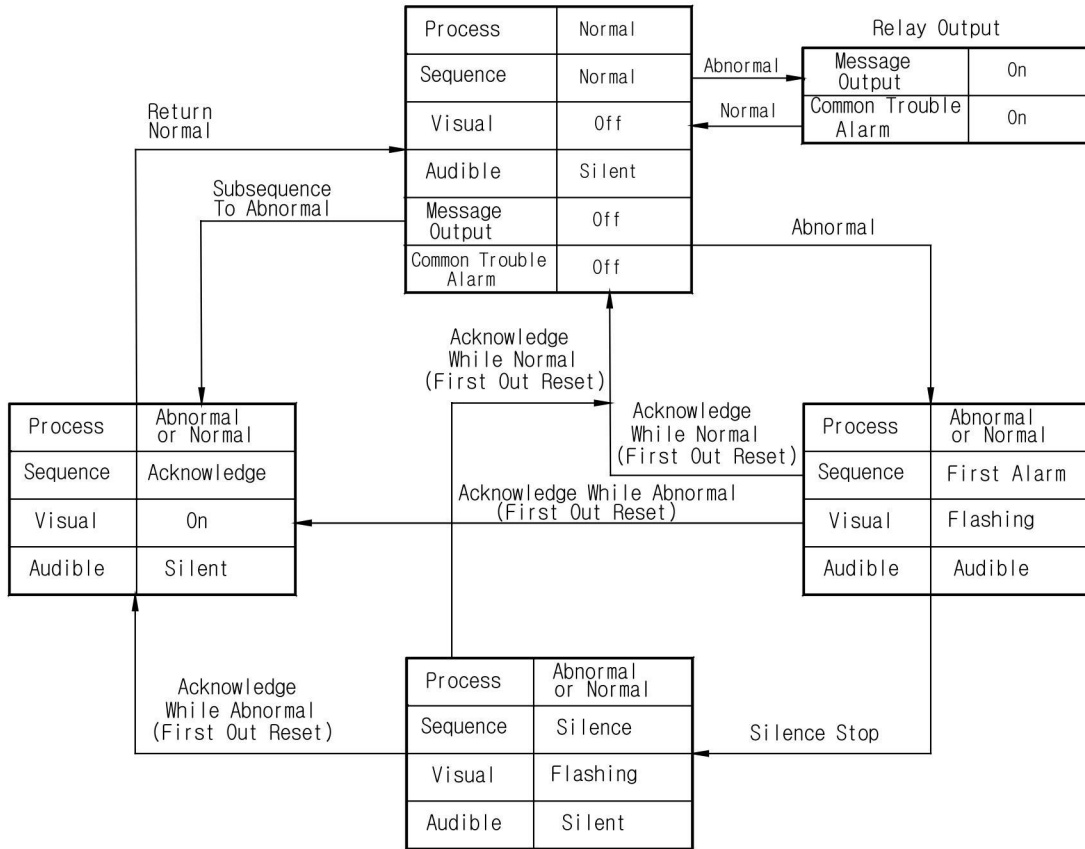 Process Normal
Sequence Normal
Visual Off
Audible Silent
Message
Output Off
Common Trouble
Alarm Off
Relay Output
Message
Output On
Common Trouble
Alarm On
Abnormal
Normal
Return
Normal
Subsequence
To Abnormal
Abnormal
Acknowledge
While Normal
(First Out Reset)
Acknowledge
While Normal
(First Out Reset)
Acknowledge While Abnormal
(First Out Reset)
Process Abnormal
or Normal
Sequence Acknowledge
Visual On
Audible Silent
Process Abnormal
or Normal
Sequence First Alarm
Visual Flashing
Audible Audible
Acknowledge
While Abnormal
(First Out Reset)
Process Abnormal
or Normal
Sequence Silence
Visual Flashing
Audible Silent
Silence Stop